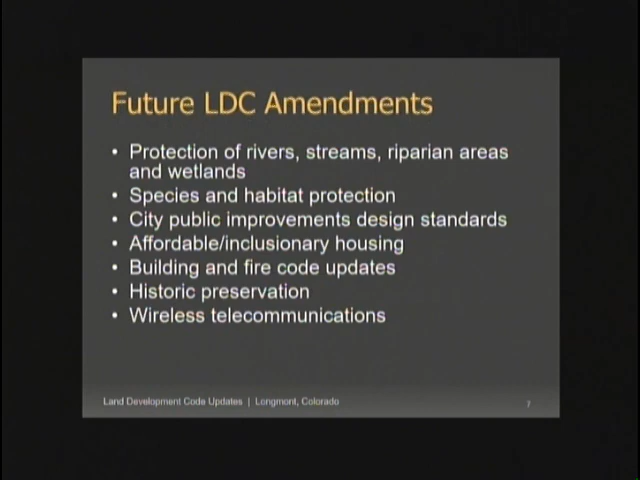 Future LDC Amendments
• Protection of rivers, streams, riparian areas
and wetlands
• Species and habitat protection
• City public improvements design standards
• Affordable/inclusionary housing
• Building and fire code updates
• Historic preservation
• Wireless telecommunications
Land Development Code Updates | Longmont, Colorado
7